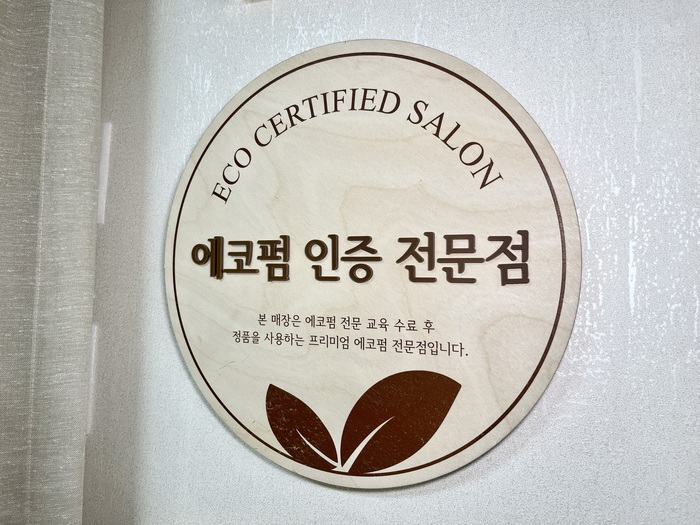 ECO CERTIFIED SALON
에코펌 인증 전문점
본 매장은 에코펌 전문 교육 수료 후
정품을 사용하는 프리미엄 에코펌 전문점입니다.